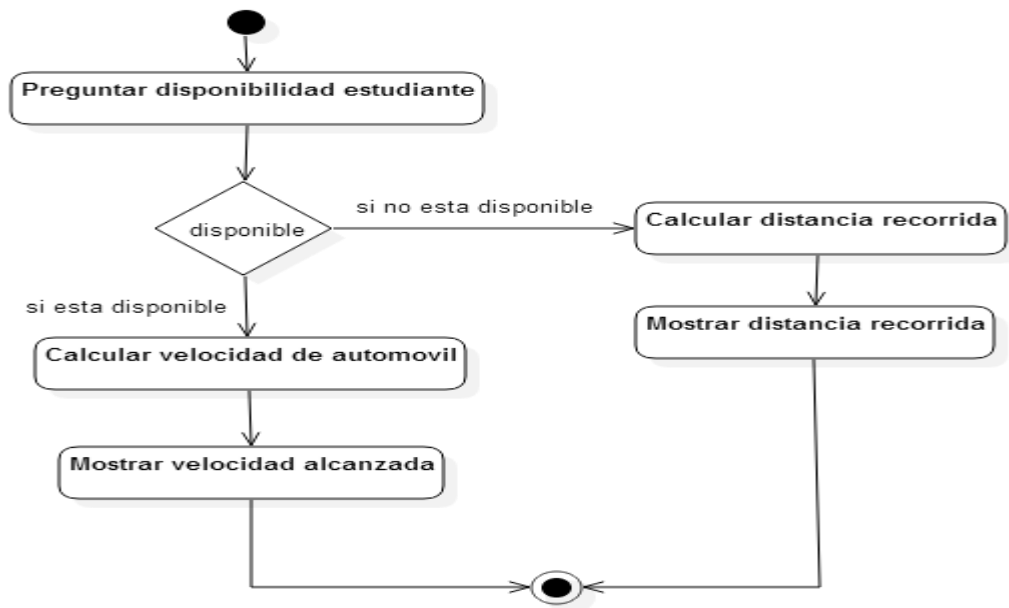 Preguntar disponibilidad estudiante
disponible
si no esta disponible
Calcular distancia recorrida
Mostrar distancia recorrida
si esta disponible
Calcular velocidad de automovil
Mostrar velocidad alcanzada